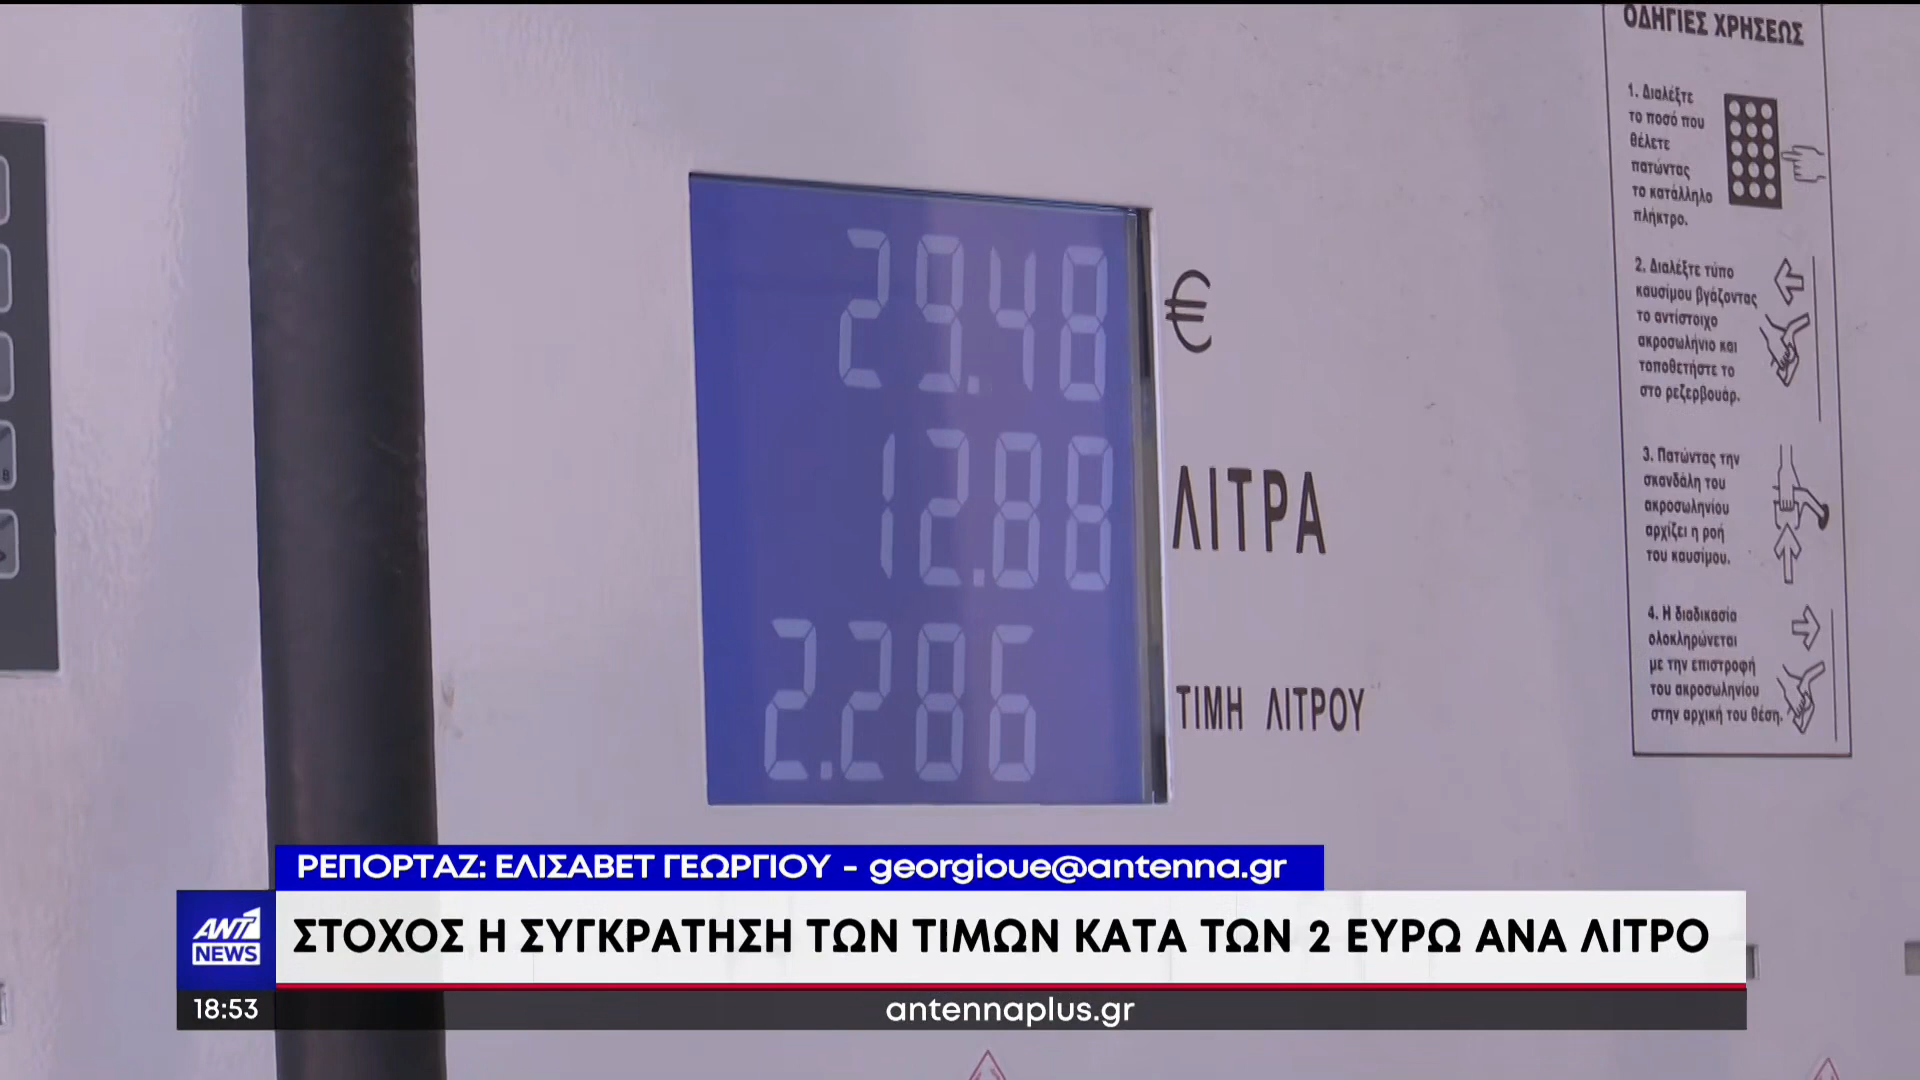 ΟΔΗΓΙΕΣ ΧΡΗΣΕΩΣ
1. Διαλέξτε
το ποσό που
θέλετε
πατώντας
το κατάλληλο
πλήκτρο.
2. Διαλέξτε τύπο
καυσίμου βγάζοντας
το αντίστοιχο
ακροσωλήνιο και
τοποθετήστε το
στο ρεζερβουάρ.
3. Πατώντας την
σκανδάλη του
ακροσωληνίου
αρχίζει η ροή
του καυσίμου.
4. Η διαδικασία
ολοκληρώνεται
με την επιστροφή
του ακροσωληνίου
στην αρχική του θέση.
29.48 €
12.88 ΛΙΤΡΑ
2.286 ΤΙΜΗ ΛΙΤΡΟΥ
B
ΡΕΠΟΡΤΑΖ: ΕΛΙΣΑΒΕΤ ΓΕΩΡΓΙΟΥ - georgioue@antenna.gr
ANT1 NEWS
ΣΤΟΧΟΣ Η ΣΥΓΚΡΑΤΗΣΗ ΤΩΝ ΤΙΜΩΝ ΚΑΤΑ ΤΩΝ 2 ΕΥΡΩ ΑΝΑ ΛΙΤΡΟ
18:53 antennaplus.gr